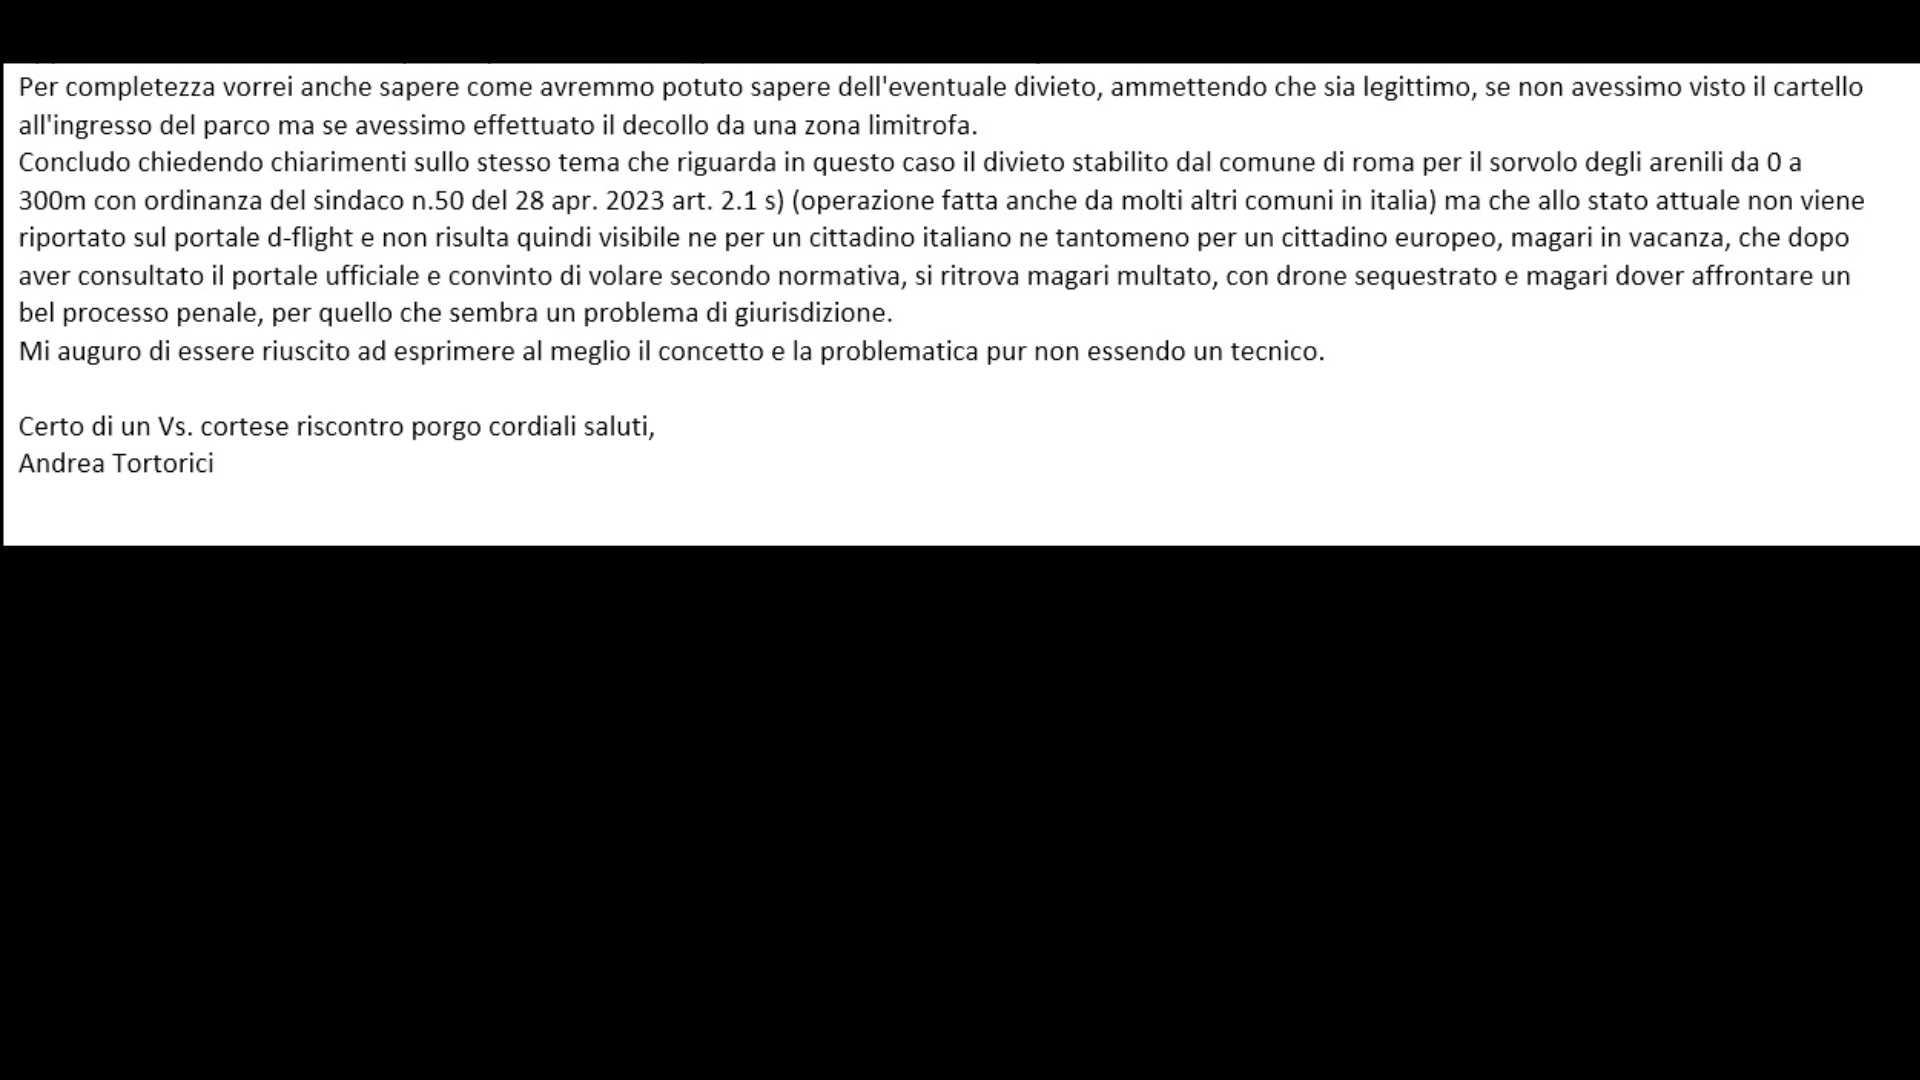 Per completezza vorrei anche sapere come avremmo potuto sapere dell'eventuale divieto, ammettendo che sia legittimo, se non avessimo visto il cartello
all'ingresso del parco ma se avessimo effettuato il decollo da una zona limitrofa.
Concludo chiedendo chiarimenti sullo stesso tema che riguarda in questo caso il divieto stabilito dal comune di roma per il sorvolo degli arenili da 0 a
300m con ordinanza del sindaco n.50 del 28 apr. 2023 art. 2.1 s) (operazione fatta anche da molti altri comuni in italia) ma che allo stato attuale non viene
riportato sul portale d-flight e non risulta quindi visibile ne per un cittadino italiano ne tantomeno per un cittadino europeo, magari in vacanza, che dopo
aver consultato il portale ufficiale e convinto di volare secondo normativa, si ritrova magari multato, con drone sequestrato e magari dover affrontare un
bel processo penale, per quello che sembra un problema di giurisdizione.
Mi auguro di essere riuscito ad esprimere al meglio il concetto e la problematica pur non essendo un tecnico.
Certo di un Vs. cortese riscontro porgo cordiali saluti,
Andrea Tortorici